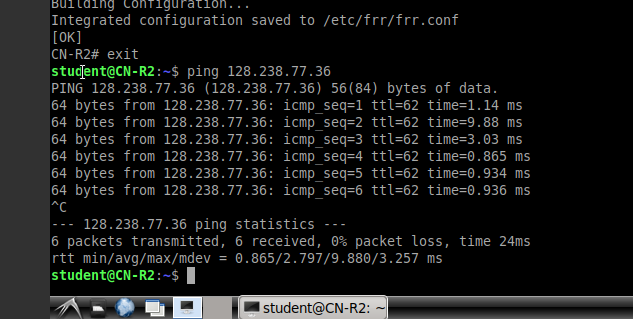 Building Configuration...
Integrated configuration saved to /etc/frr/frr.conf
[OK]
CN-R2# exit
student@CN-R2:~$ ping 128.238.77.36
PING 128.238.77.36 (128.238.77.36) 56(84) bytes of data.
64 bytes from 128.238.77.36: icmp_seq=1 ttl=62 time=1.14 ms
64 bytes from 128.238.77.36: icmp_seq=2 ttl=62 time=9.88 ms
64 bytes from 128.238.77.36: icmp_seq=3 ttl=62 time=3.03 ms
64 bytes from 128.238.77.36: icmp_seq=4 ttl=62 time=0.865 ms
64 bytes from 128.238.77.36: icmp_seq=5 ttl=62 time=0.934 ms
64 bytes from 128.238.77.36: icmp_seq=6 ttl=62 time=0.936 ms
^C
--- 128.238.77.36 ping statistics ---
6 packets transmitted, 6 received, 0% packet loss, time 24ms
rtt min/avg/max/mdev = 0.865/2.797/9.880/3.257 ms
student@CN-R2:~$
student@CN-R2: ~